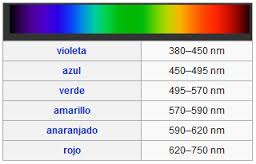 violeta 380–450 nm
azul 450–495 nm
verde 495–570 nm
amarillo 570–590 nm
anaranjado 590–620 nm
rojo 620–750 nm